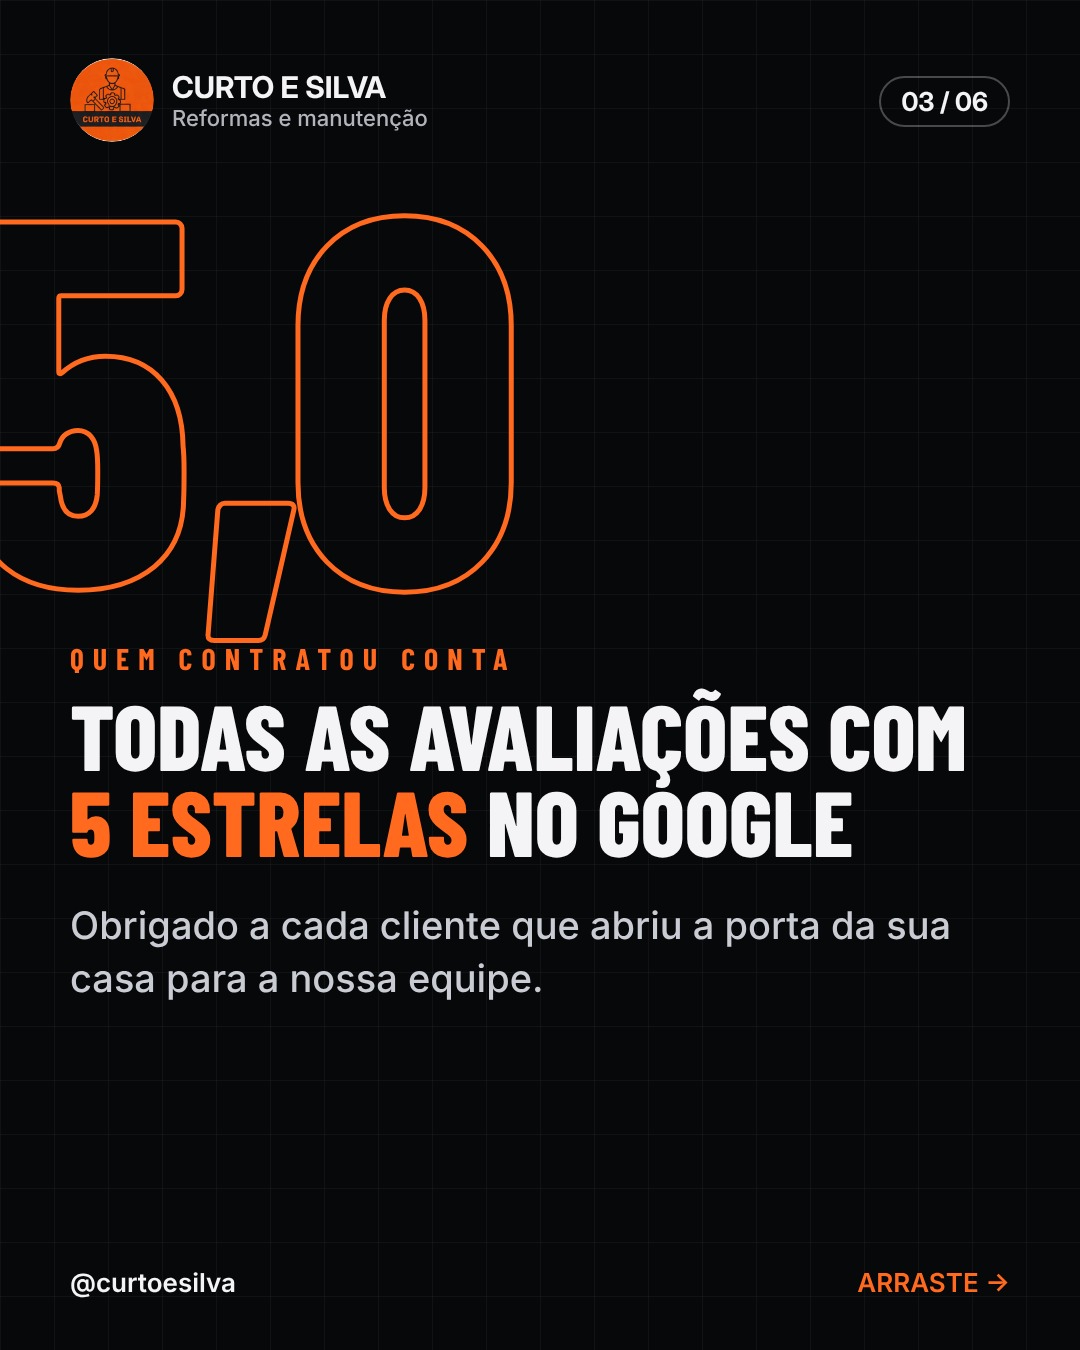 CURTO E SILVA
Reformas e manutenção
CURTO E SILVA
03 / 06
5,0
QUEM CONTRATOU CONTA
TODAS AS AVALIAÇÕES COM
5 ESTRELAS NO GOOGLE
Obrigado a cada cliente que abriu a porta da sua
casa para a nossa equipe.
@curtoesilva
ARRASTE →